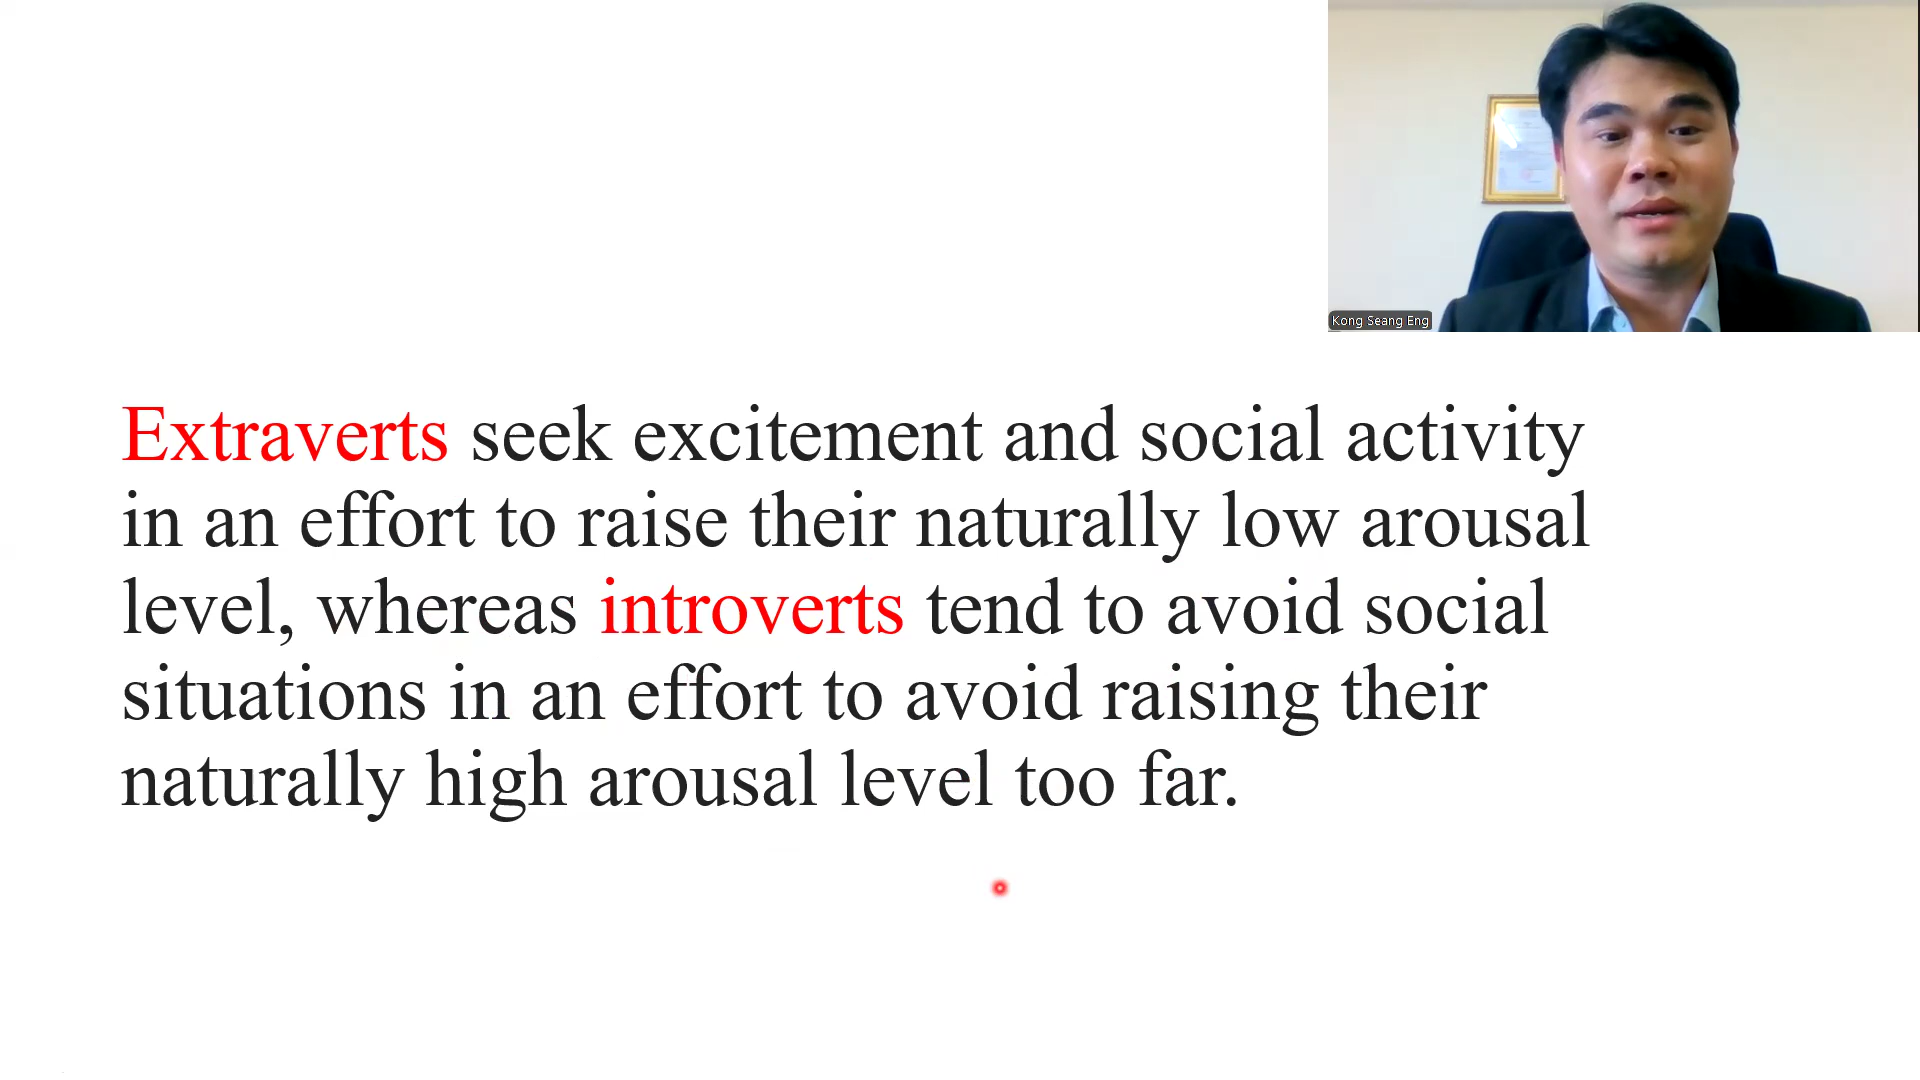 Kong Seang Eng
Extraverts seek excitement and social activity
in an effort to raise their naturally low arousal
level, whereas introverts tend to avoid social
situations in an effort to avoid raising their
naturally high arousal level too far.